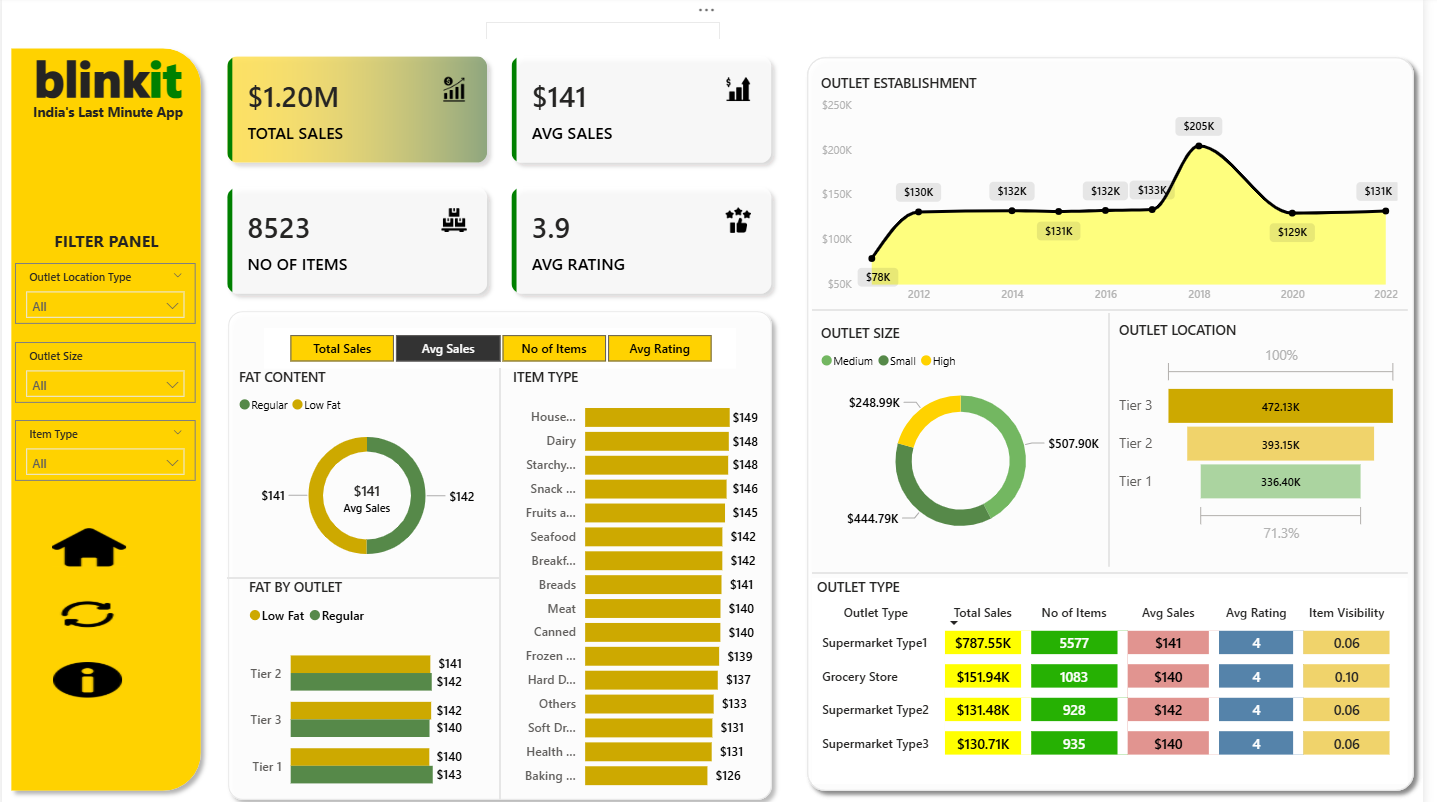 ...
blinkit
India's Last Minute App
FILTER PANEL
Outlet Location Type
All
Outlet Size
All
Item Type
All
$1.20M
TOTAL SALES
$141
AVG SALES
8523
NO OF ITEMS
3.9
AVG RATING
Total Sales Avg Sales No of Items Avg Rating
FAT CONTENT
Regular Low Fat
$141 $141 $142
Avg Sales
FAT BY OUTLET
Low Fat Regular
Tier 2 $141
$142
Tier 3 $142
$140
Tier 1 $140
$143
ITEM TYPE
House... $149
Dairy $148
Starchy... $148
Snack ... $146
Fruits a... $145
Seafood $142
Breakf... $142
Breads $141
Meat $140
Canned $140
Frozen ... $139
Hard D... $137
Others $133
Soft Dr... $131
Health ... $131
Baking ... $126
OUTLET ESTABLISHMENT
$250K
$200K
$150K
$100K
$50K
$78K $130K $132K $131K $132K $133K $205K $129K $131K
2012 2014 2016 2018 2020 2022
OUTLET SIZE
Medium Small High
$248.99K
$507.90K
$444.79K
OUTLET LOCATION
100%
Tier 3 472.13K
Tier 2 393.15K
Tier 1 336.40K
71.3%
OUTLET TYPE
Outlet Type Total Sales No of Items Avg Sales Avg Rating Item Visibility
Supermarket Type1 $787.55K 5577 $141 4 0.06
Grocery Store $151.94K 1083 $140 4 0.10
Supermarket Type2 $131.48K 928 $142 4 0.06
Supermarket Type3 $130.71K 935 $140 4 0.06